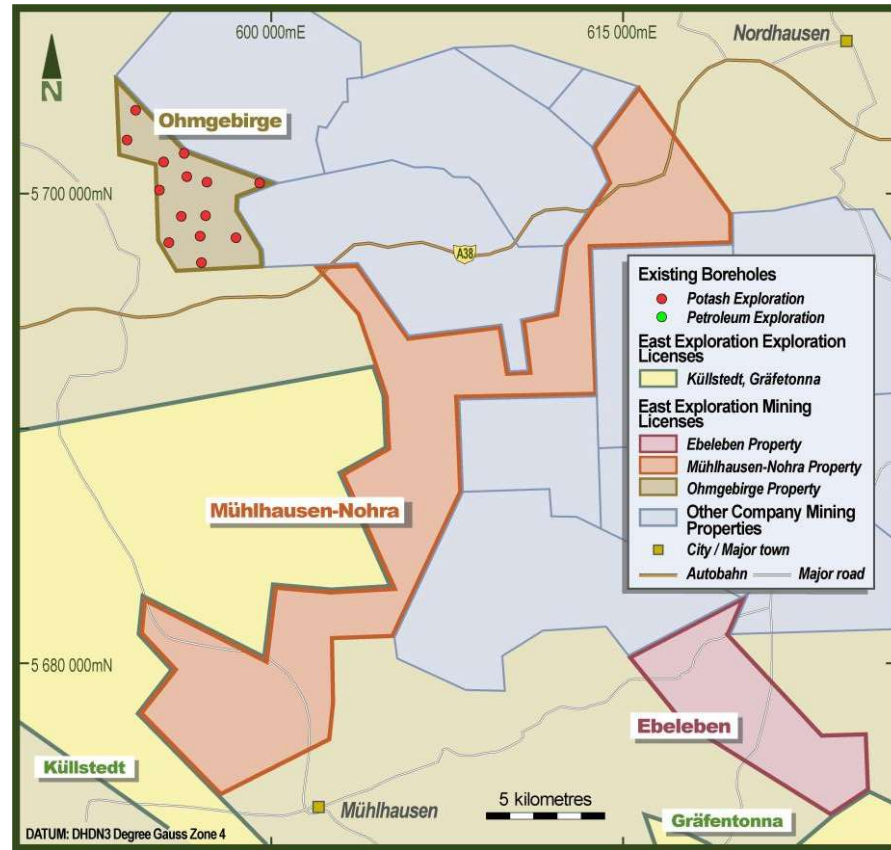 600 000mE
615 000mE
Nordhausen
N
Ohmgebirge
5 700 000mN
A38
Existing Boreholes
Potash Exploration
Petroleum Exploration
East Exploration Exploration
Licenses
Küllstedt, Gräfetonna
East Exploration Mining
Licenses
Ebeleben Property
Mühlhausen-Nohra Property
Ohmgebirge Property
Other Company Mining
Properties
City / Major town
Autobahn
Major road
Mühlhausen-Nohra
5 680 000mN
Ebeleben
Küllstedt
5 kilometres
Mühlhausen
Gräfentonna
DATUM: DHDN3 Degree Gauss Zone 4